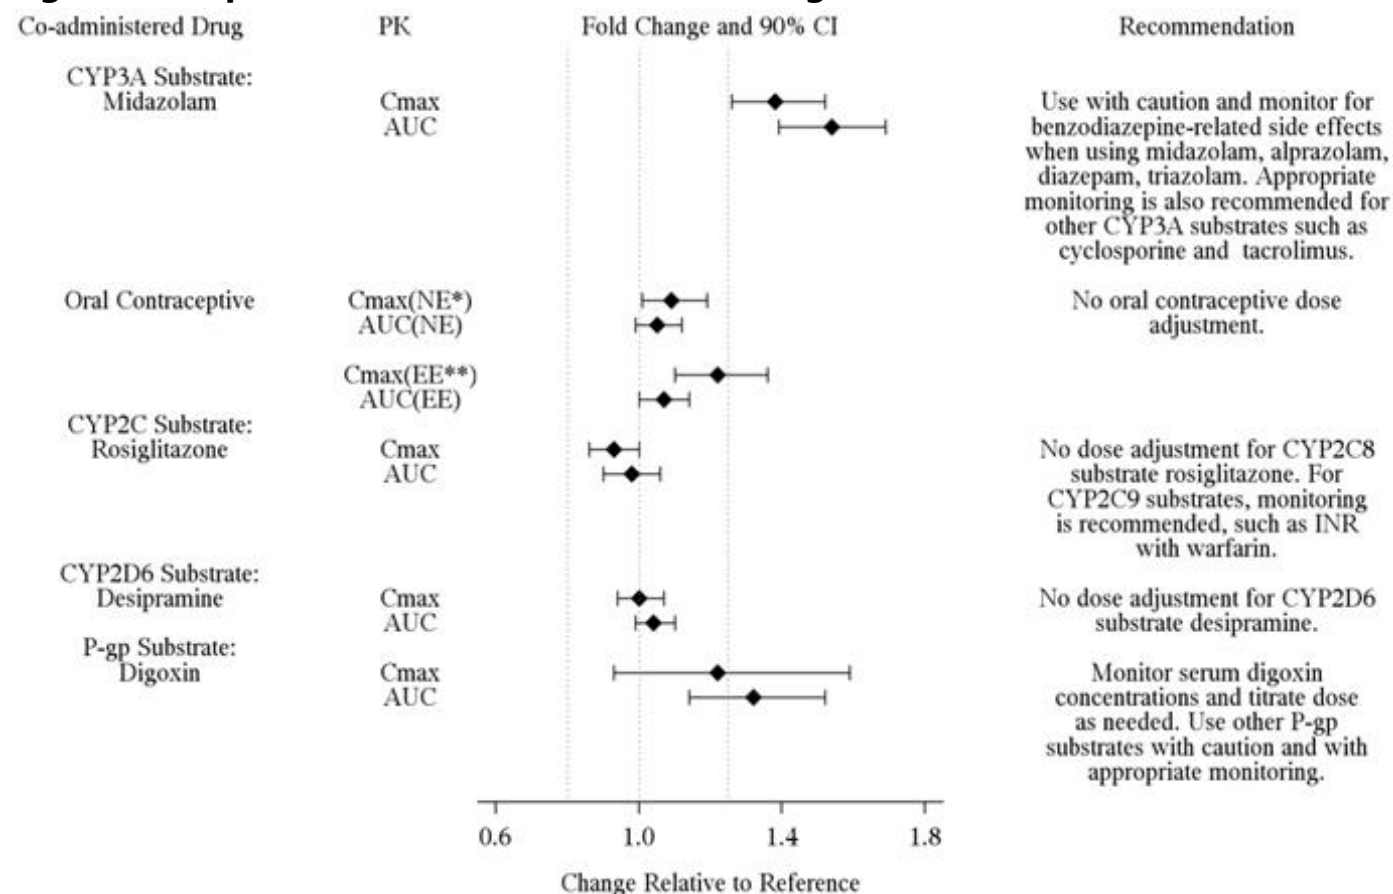 Co-administered Drug PK Fold Change and 90% CI Recommendation
CYP3A Substrate:
Midazolam Cmax Use with caution and monitor for
AUC benzodiazepine-related side effects
when using midazolam, alprazolam,
diazepam, triazolam. Appropriate
monitoring is also recommended for
other CYP3A substrates such as
cyclosporine and tacrolimus.
Oral Contraceptive Cmax(NE*) No oral contraceptive dose
AUC(NE) adjustment.
Cmax(EE**)
AUC(EE)
CYP2C Substrate:
Rosiglitazone Cmax No dose adjustment for CYP2C8
AUC substrate rosiglitazone. For
CYP2C9 substrates, monitoring
is recommended, such as INR
with warfarin.
CYP2D6 Substrate:
Desipramine Cmax No dose adjustment for CYP2D6
AUC substrate desipramine.
P-gp Substrate:
Digoxin Cmax Monitor serum digoxin
AUC concentrations and titrate dose
as needed. Use other P-gp
substrates with caution and with
appropriate monitoring.
0.6 1.0 1.4 1.8
Change Relative to Reference